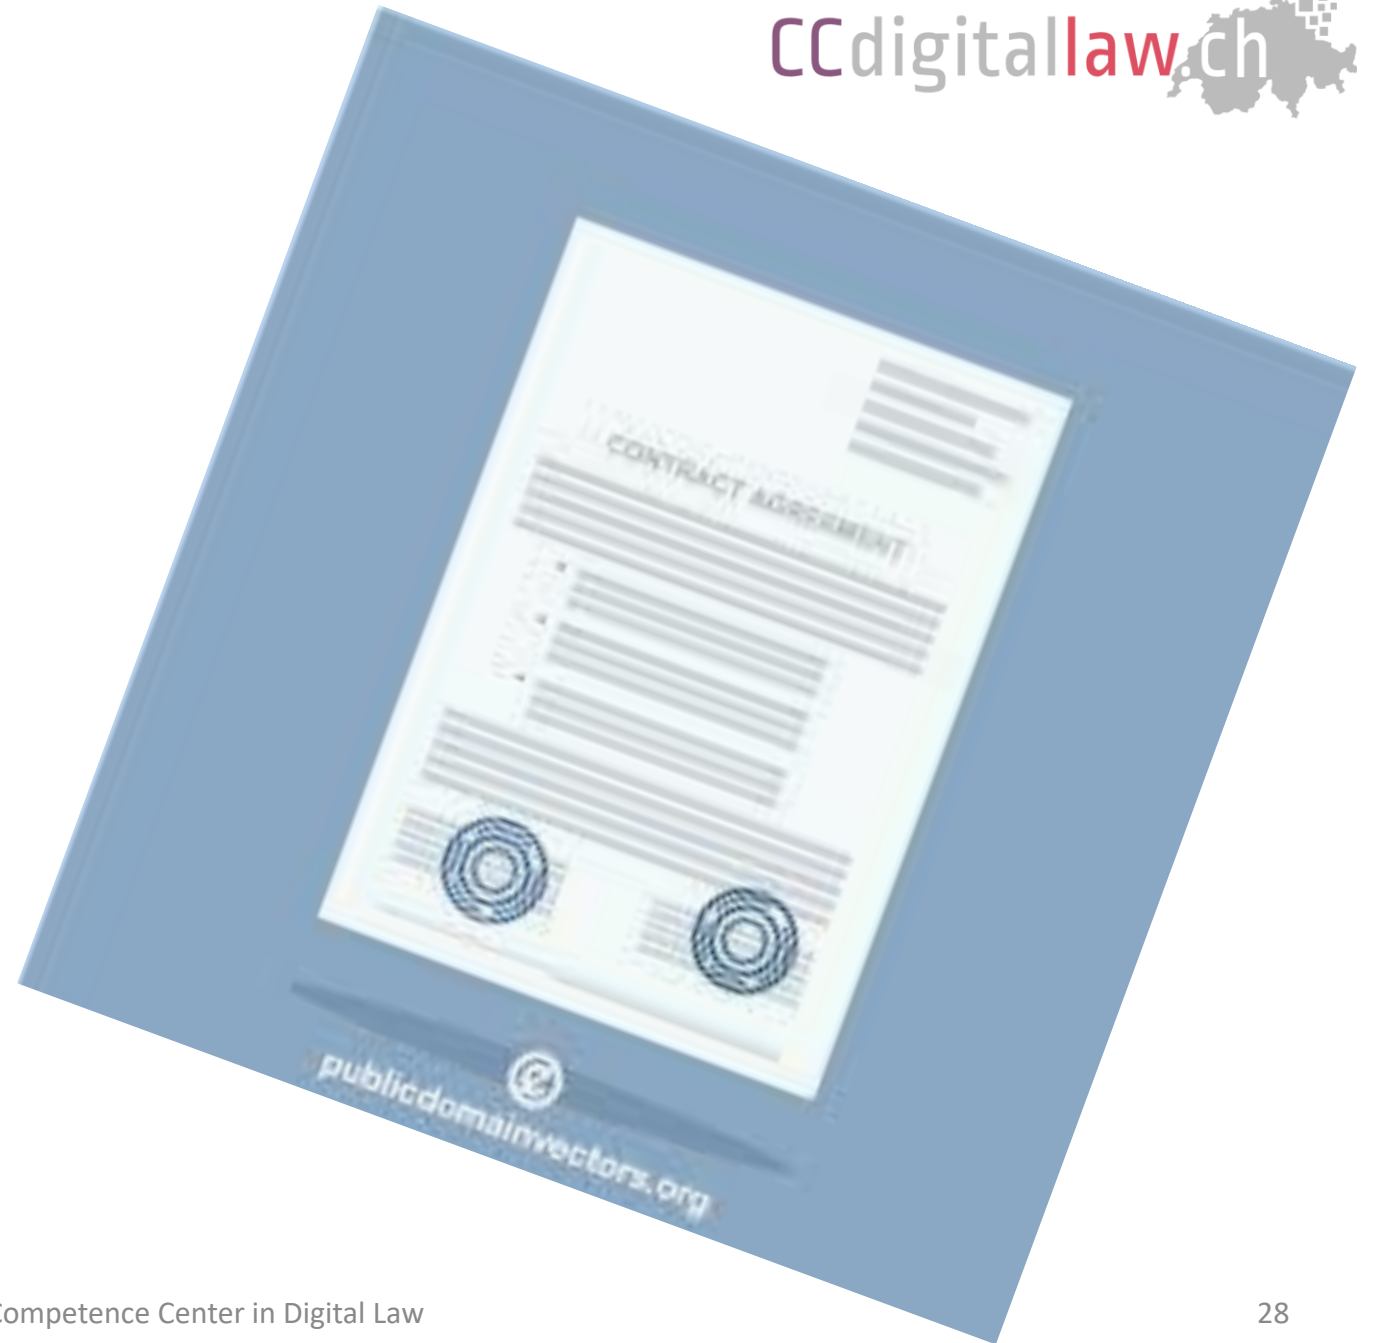 CCdigitallaw.ch
CONTRACT AGREEMENT
publicdomainvectors.org
Competence Center in Digital Law
28